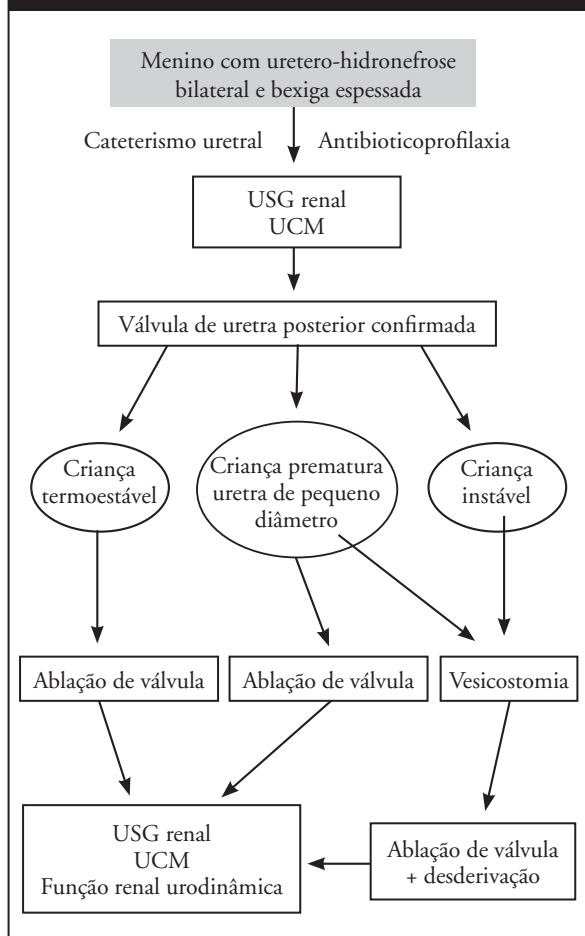 Menino com uretero-hidronefrose
bilateral e bexiga espessada
Cateterismo uretral
Antibioticoprofilaxia
USG renal
UCM
Válvula de uretra posterior confirmada
Criança
termoestável
Criança prematura
uretra de pequeno
diâmetro
Criança
instável
Ablação de válvula
Ablação de válvula
Vesicostomia
USG renal
UCM
Função renal urodinâmica
Ablação de válvula
+ desderivação